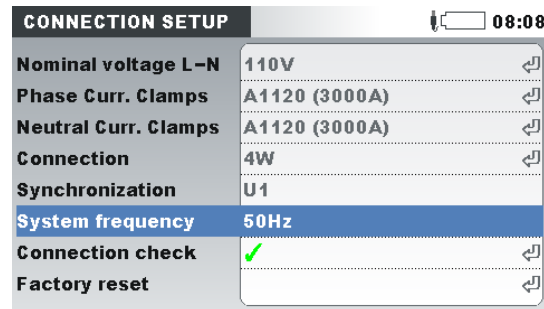 CONNECTION SETUP 08:08
Nominal voltage L-N 110V
Phase Curr. Clamps A1120 (3000A)
Neutral Curr. Clamps A1120 (3000A)
Connection 4W
Synchronization U1
System frequency 50Hz
Connection check ✓
Factory reset